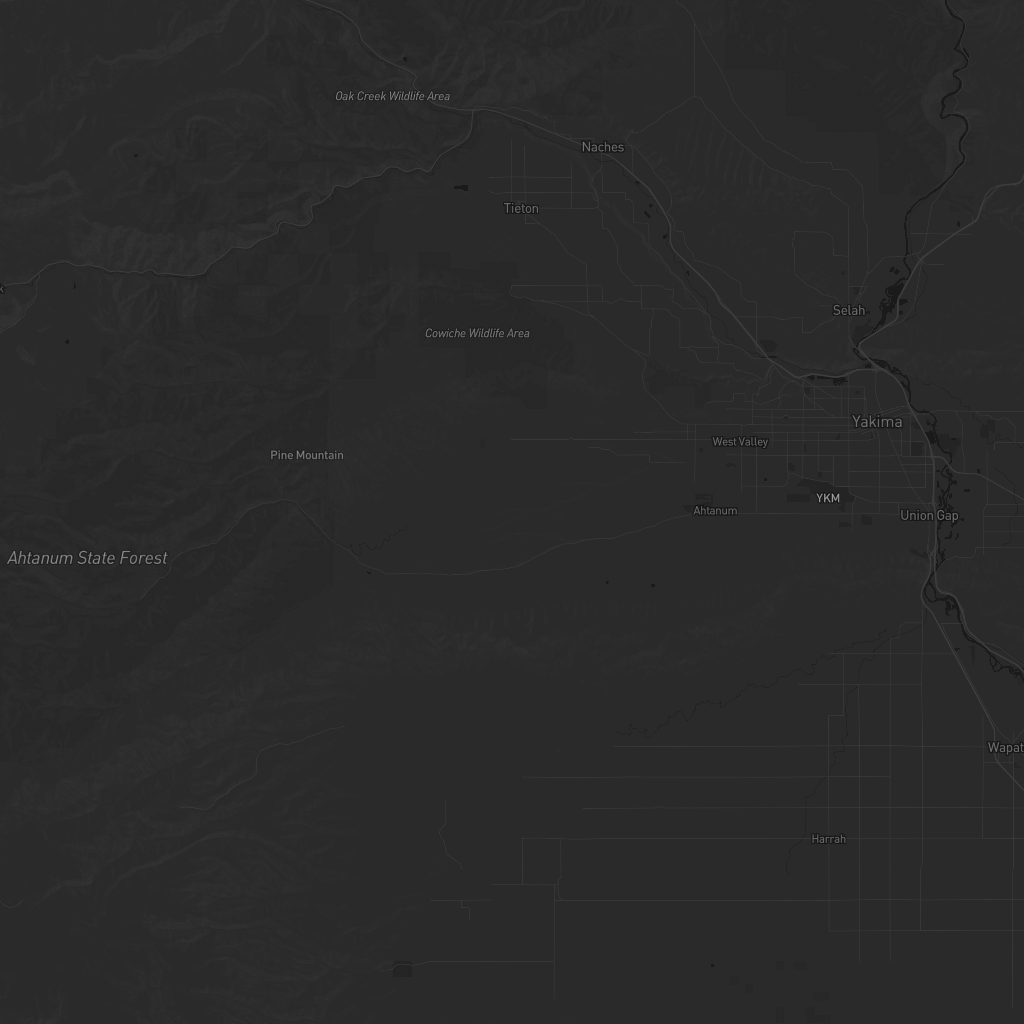 Oak Creek Wildlife Area
Naches
Tieton
Selah
Cowiche Wildlife Area
Yakima
West Valley
Pine Mountain
YKM
Ahtanum
Union Gap
Ahtanum State Forest
Wapat
Harrah